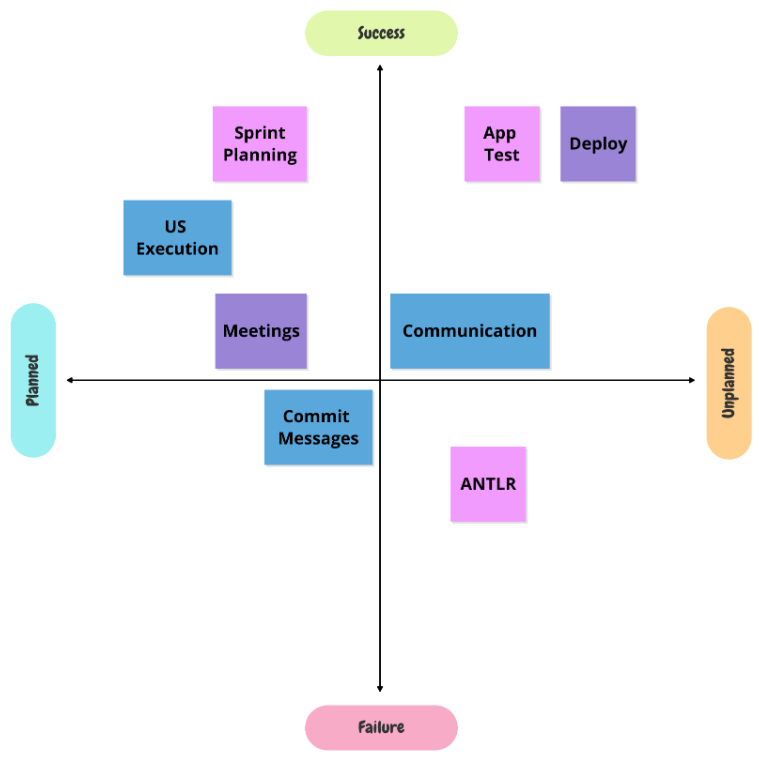 Success
Sprint
Planning
App
Test
Deploy
US
Execution
Meetings
Communication
Planned
Unplanned
Commit
Messages
ANTLR
Failure